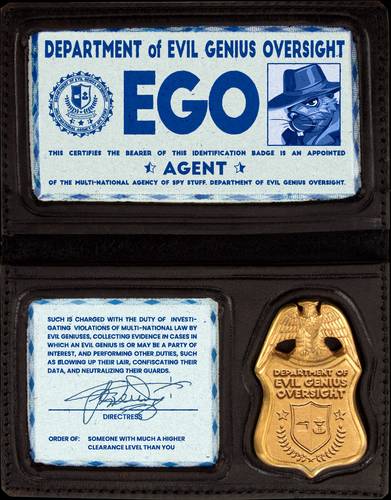 DEPARTMENT of EVIL GENIUS OVERSIGHT
EGO
THIS CERTIFIES THE BEARER OF THIS IDENTIFICATION BADGE IS AN APPOINTED
AGENT
OF THE MULTI-NATIONAL AGENCY OF SPY STUFF. DEPARTMENT OF EVIL GENIUS OVERSIGHT.
SUCH IS CHARGED WITH THE DUTY OF INVESTI-
GATING VIOLATIONS OF MULTI-NATIONAL LAW BY
EVIL GENIUSES, COLLECTING EVIDENCE IN CASES IN
WHICH AN EVIL GENIUS IS OR MAY BE A PARTY OF
INTEREST, AND PERFORMING OTHER DUTIES, SUCH
AS BLOWING UP THEIR LAIR, CONFISCATING THEIR
DATA, AND NEUTRALIZING THEIR GUARDS.
DIRECTRESS
ORDER OF: SOMEONE WITH MUCH A HIGHER
CLEARANCE LEVEL THAN YOU
DEPARTMENT OF
EVIL GENIUS
OVERSIGHT